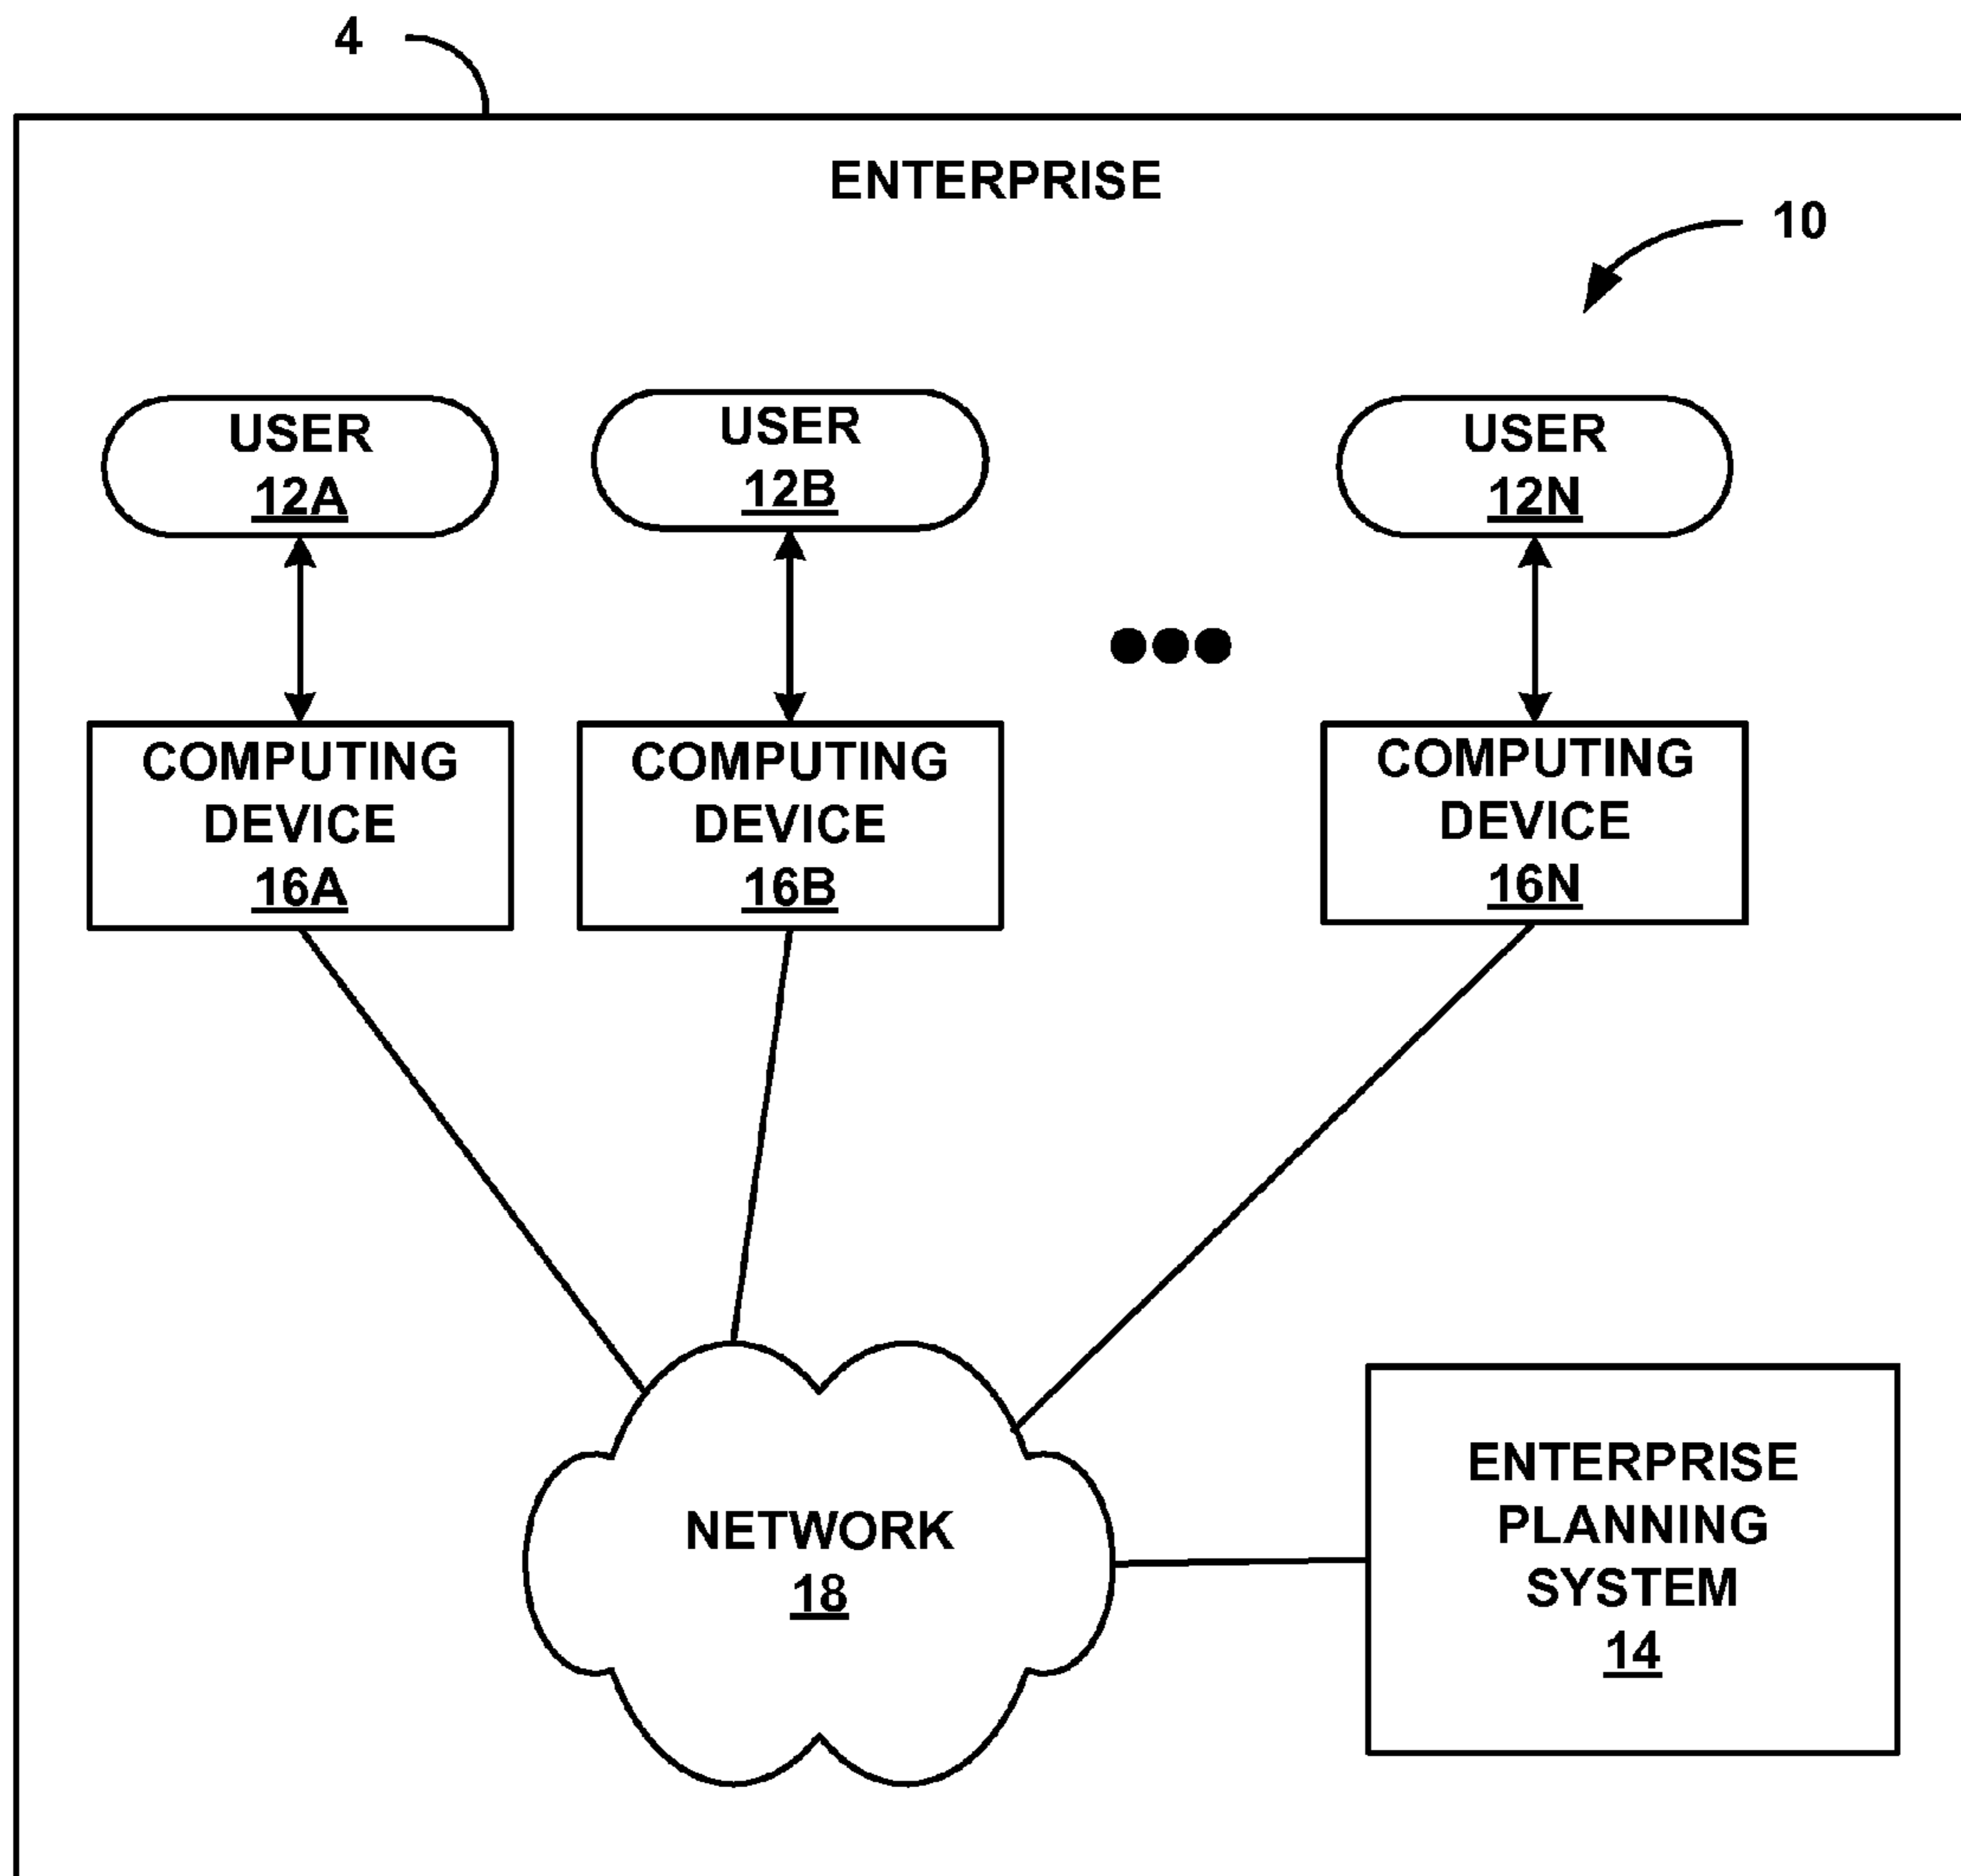 4
ENTERPRISE
10
USER
12A
USER
12B
USER
12N
COMPUTING
DEVICE
16A
COMPUTING
DEVICE
16B
COMPUTING
DEVICE
16N
NETWORK
18
ENTERPRISE
PLANNING
SYSTEM
14